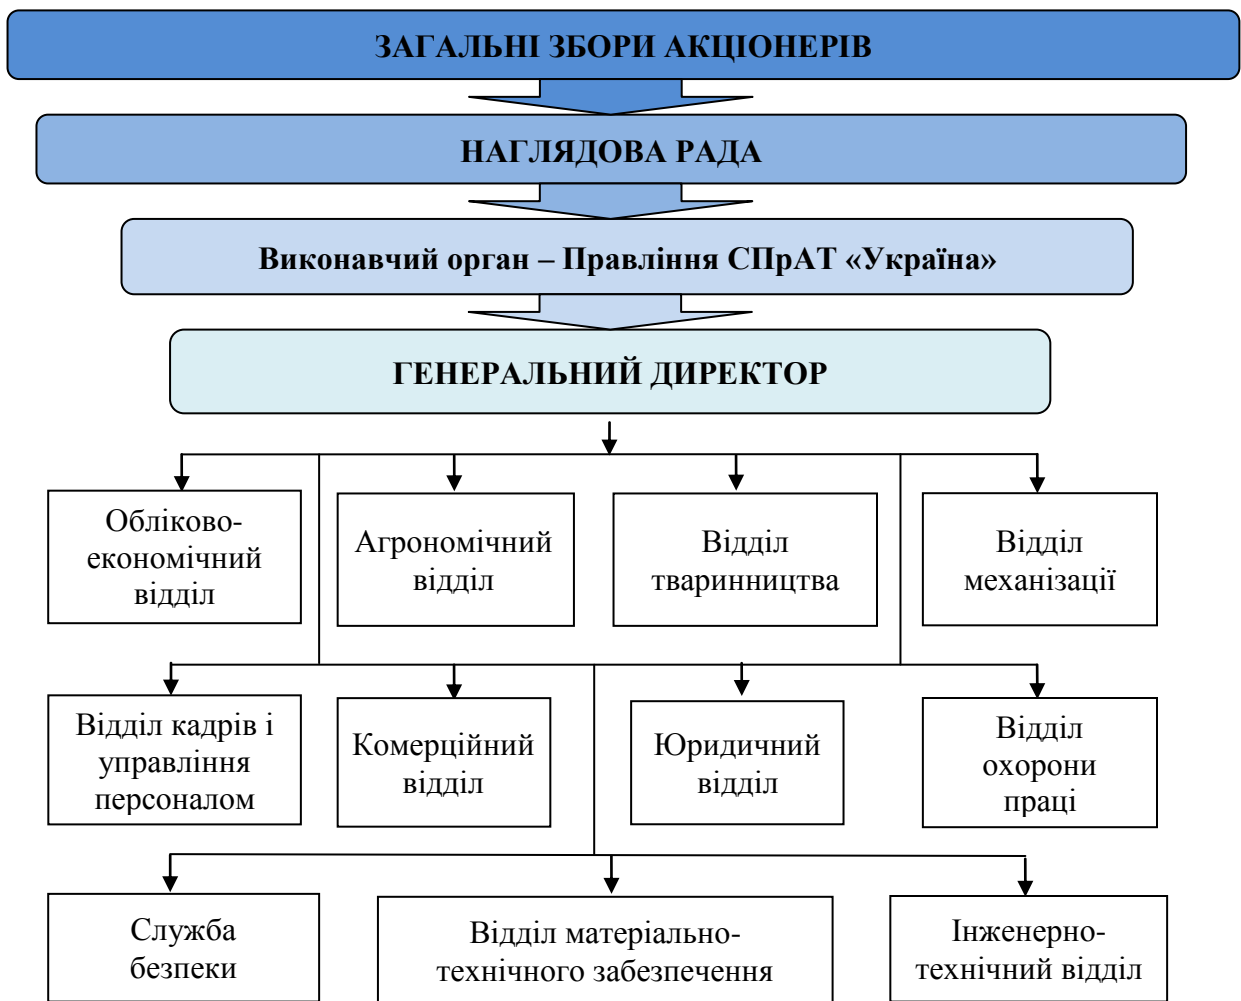 ЗАГАЛЬНІ ЗБОРИ АКЦІОНЕРІВ
НАГЛЯДОВА РАДА
Виконавчий орган – Правління СПрАТ «Україна»
ГЕНЕРАЛЬНИЙ ДИРЕКТОР
Обліково-
економічний
відділ
Агрономічний
відділ
Відділ
тваринництва
Відділ
механізації
Відділ кадрів і
управління
персоналом
Комерційний
відділ
Юридичний
відділ
Відділ
охорони
праці
Служба
безпеки
Відділ матеріально-
технічного забезпечення
Інженерно-
технічний відділ